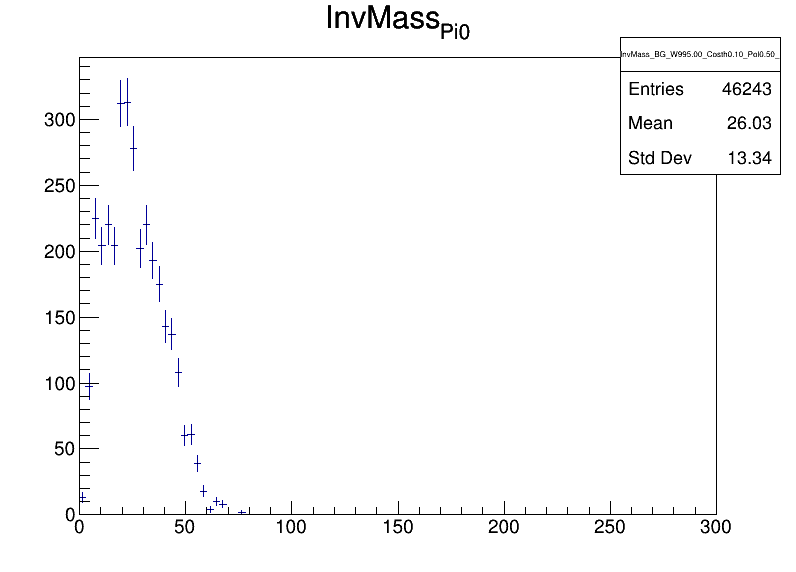 InvMass_Pi0
InvMass_BG_W995.00_Costh0.10_Pol0.50_
Entries 46243
Mean 26.03
Std Dev 13.34
300
250
200
150
100
50
0
0 50 100 150 200 250 300